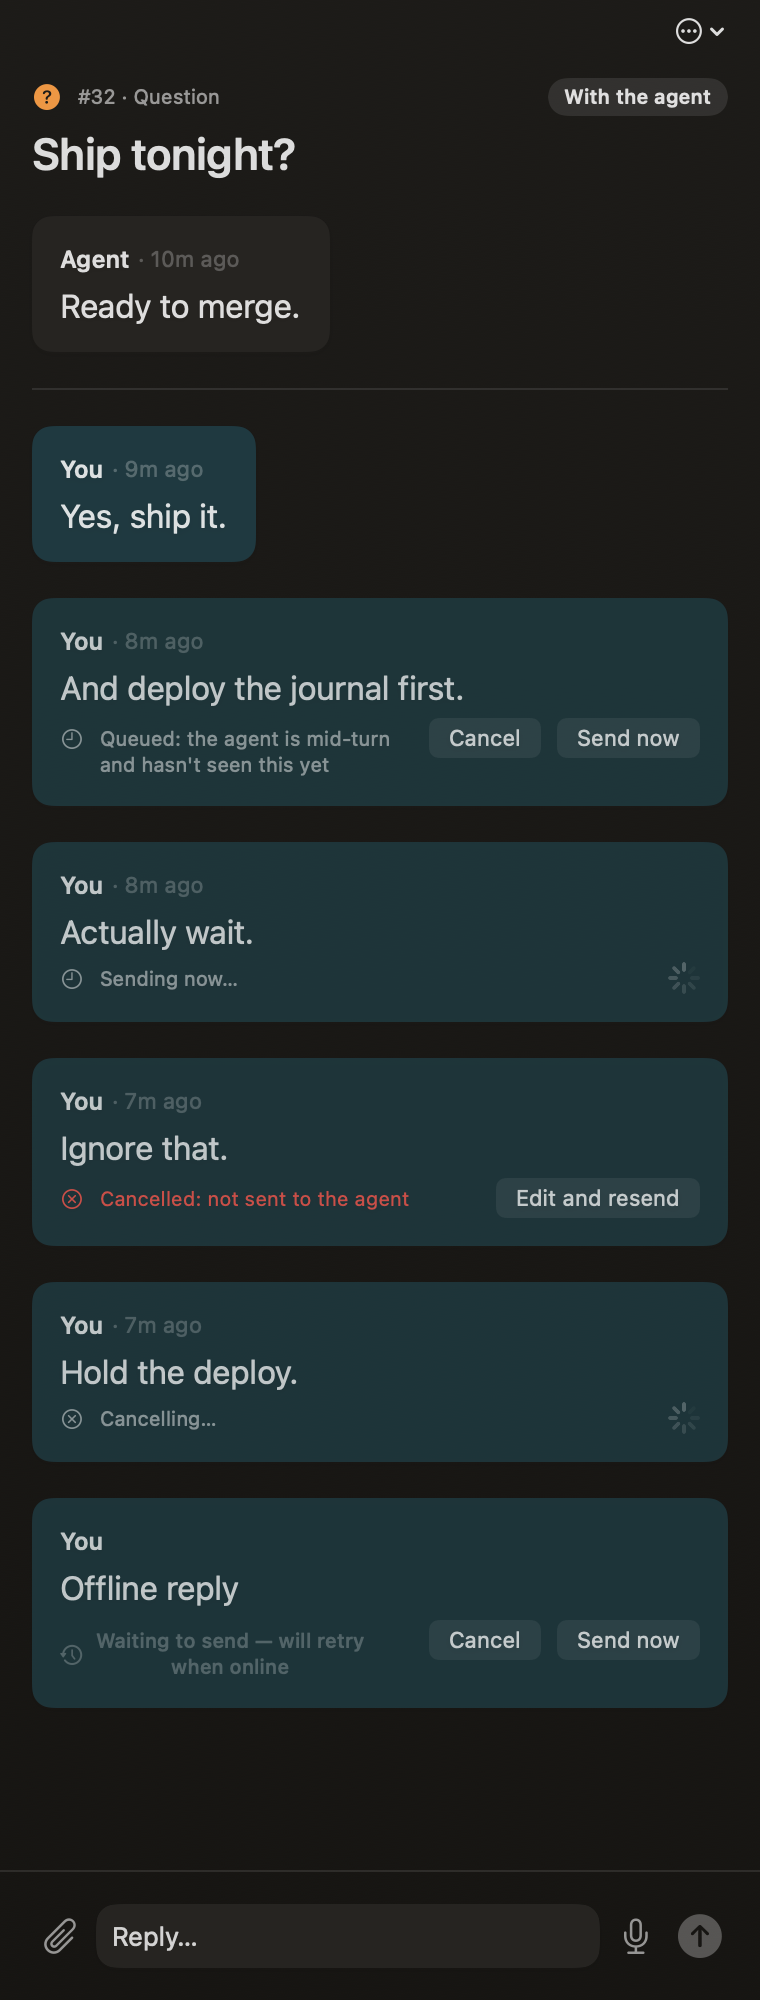 #32 · Question
With the agent
Ship tonight?
Agent · 10m ago
Ready to merge.
You · 9m ago
Yes, ship it.
You · 8m ago
And deploy the journal first.
Queued: the agent is mid-turn
and hasn't seen this yet
Cancel
Send now
You · 8m ago
Actually wait.
Sending now...
You · 7m ago
Ignore that.
Cancelled: not sent to the agent
Edit and resend
You · 7m ago
Hold the deploy.
Cancelling...
You
Offline reply
Waiting to send — will retry
when online
Cancel
Send now
Reply...